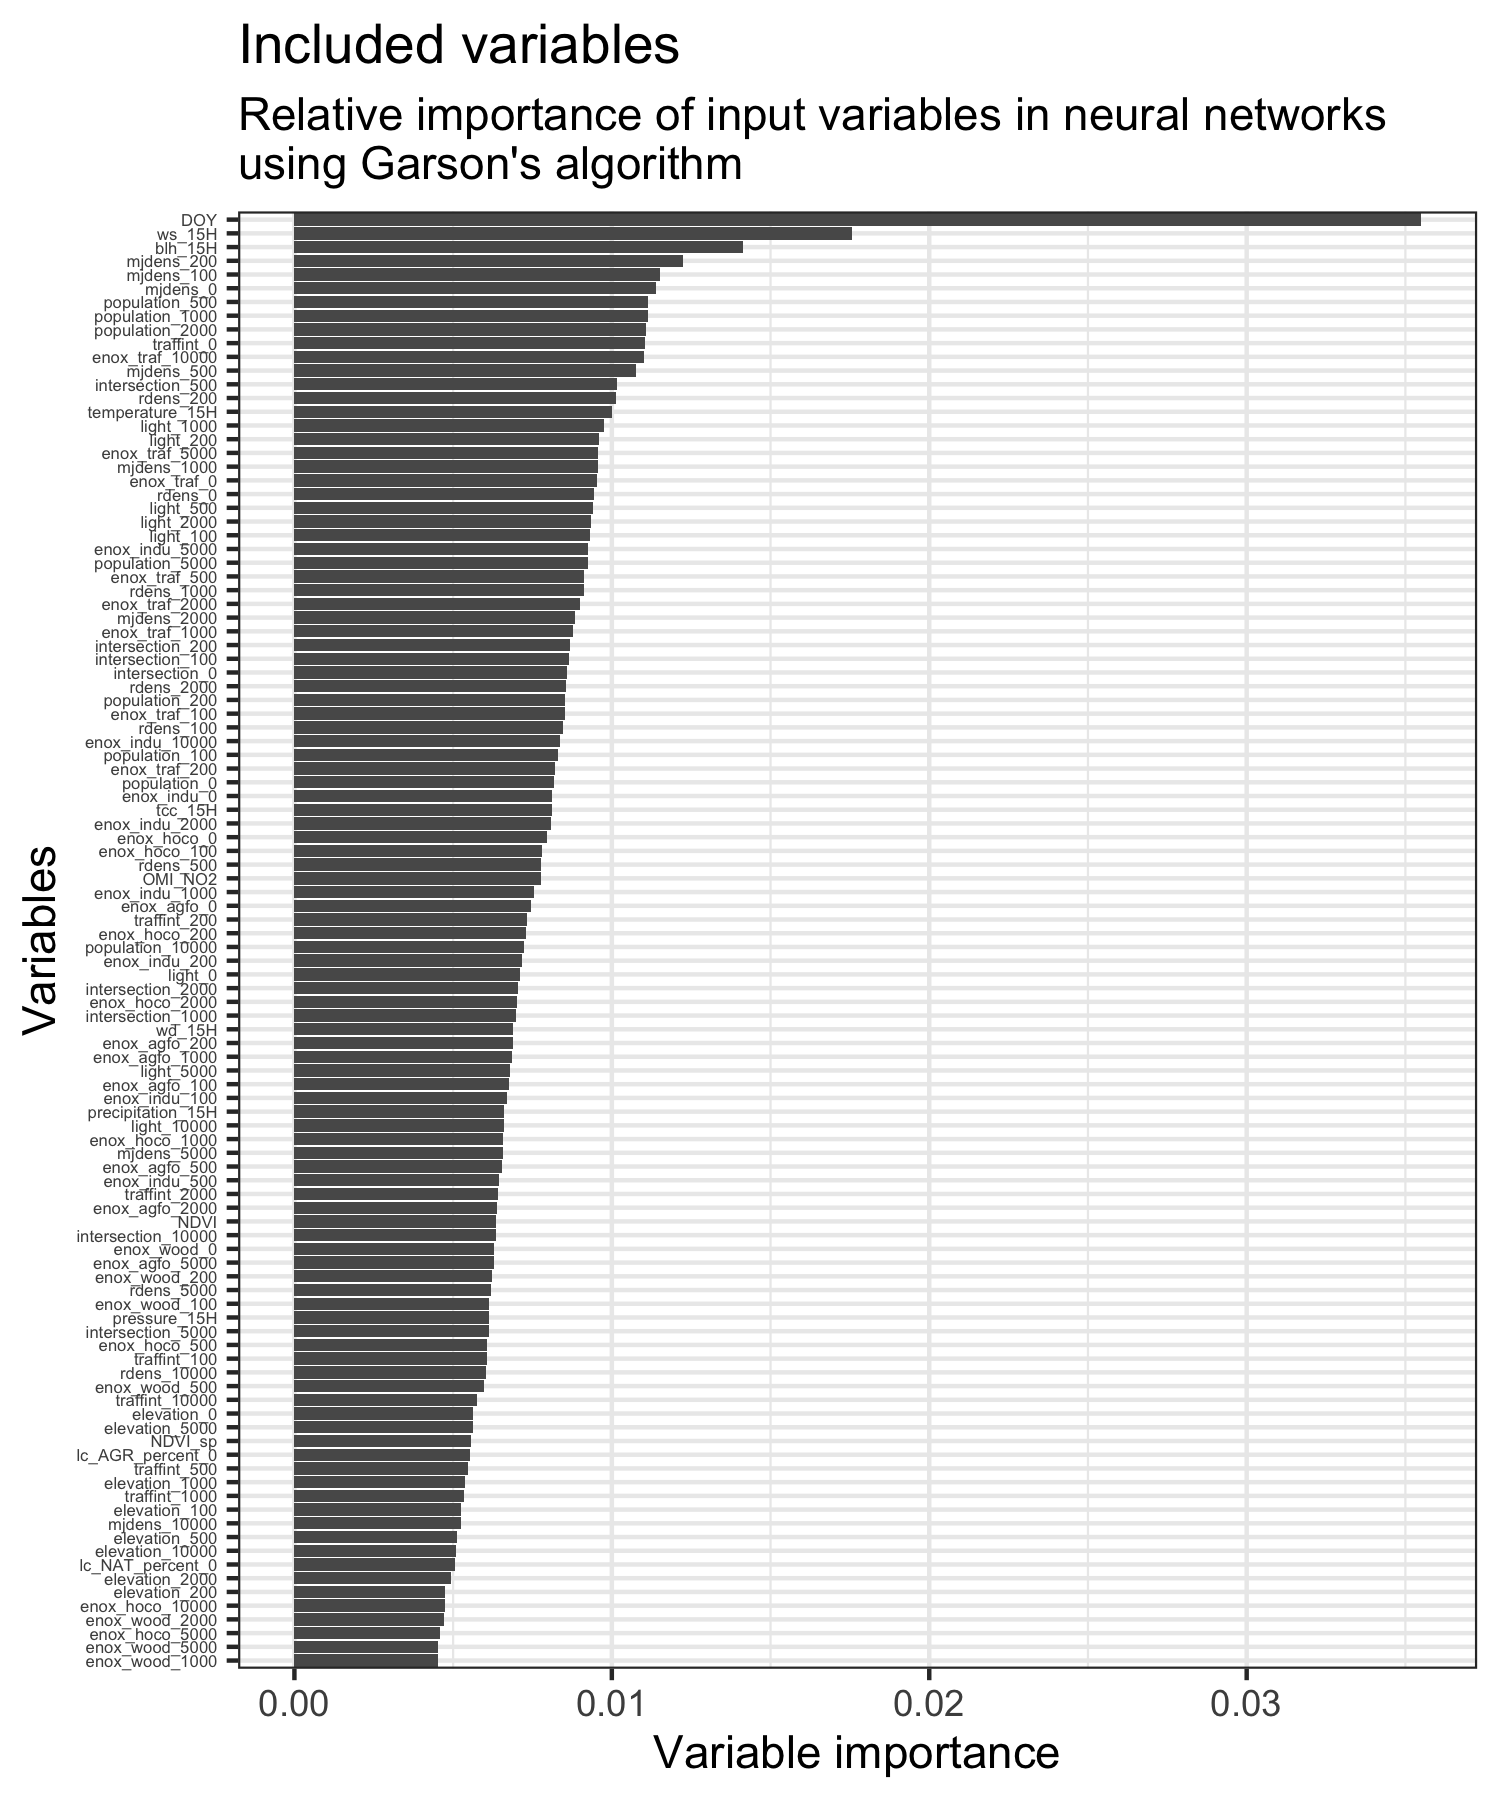 Included variables
Relative importance of input variables in neural networks
using Garson's algorithm
DOY
ws_15H
blh_15H
mjdens_200
mjdens_100
mjdens_0
population_500
population_1000
population_2000
traffint_0
enox_traf_10000
mjdens_500
intersection_500
rdens_200
temperature_15H
light_1000
light_200
enox_traf_5000
mjdens_1000
enox_traf_0
rdens_0
light_500
light_2000
light_100
enox_indu_5000
population_5000
enox_traf_500
rdens_1000
enox_traf_2000
mjdens_2000
enox_traf_1000
intersection_200
intersection_100
intersection_0
rdens_2000
population_200
enox_traf_100
rdens_100
enox_indu_10000
population_100
enox_traf_200
population_0
enox_indu_0
tcc_15H
enox_indu_2000
enox_hoco_0
enox_hoco_100
rdens_500
OMI_NO2
enox_indu_1000
enox_agfo_0
traffint_200
enox_hoco_200
population_10000
enox_indu_200
light_0
intersection_2000
enox_hoco_2000
intersection_1000
wd_15H
enox_agfo_200
enox_agfo_1000
light_5000
enox_agfo_100
enox_indu_100
precipitation_15H
light_10000
enox_hoco_1000
mjdens_5000
enox_agfo_500
enox_indu_500
traffint_2000
enox_agfo_2000
NDVI
intersection_10000
enox_wood_0
enox_agfo_5000
enox_wood_200
rdens_5000
enox_wood_100
pressure_15H
intersection_5000
enox_hoco_500
traffint_100
rdens_10000
enox_wood_500
traffint_10000
elevation_0
elevation_5000
NDVI_sp
lc_AGR_percent_0
traffint_500
elevation_1000
traffint_1000
elevation_100
mjdens_10000
elevation_500
elevation_10000
lc_NAT_percent_0
elevation_2000
elevation_200
enox_hoco_10000
enox_wood_2000
enox_hoco_5000
enox_wood_5000
enox_wood_1000
Variables
0.00 0.01 0.02 0.03
Variable importance